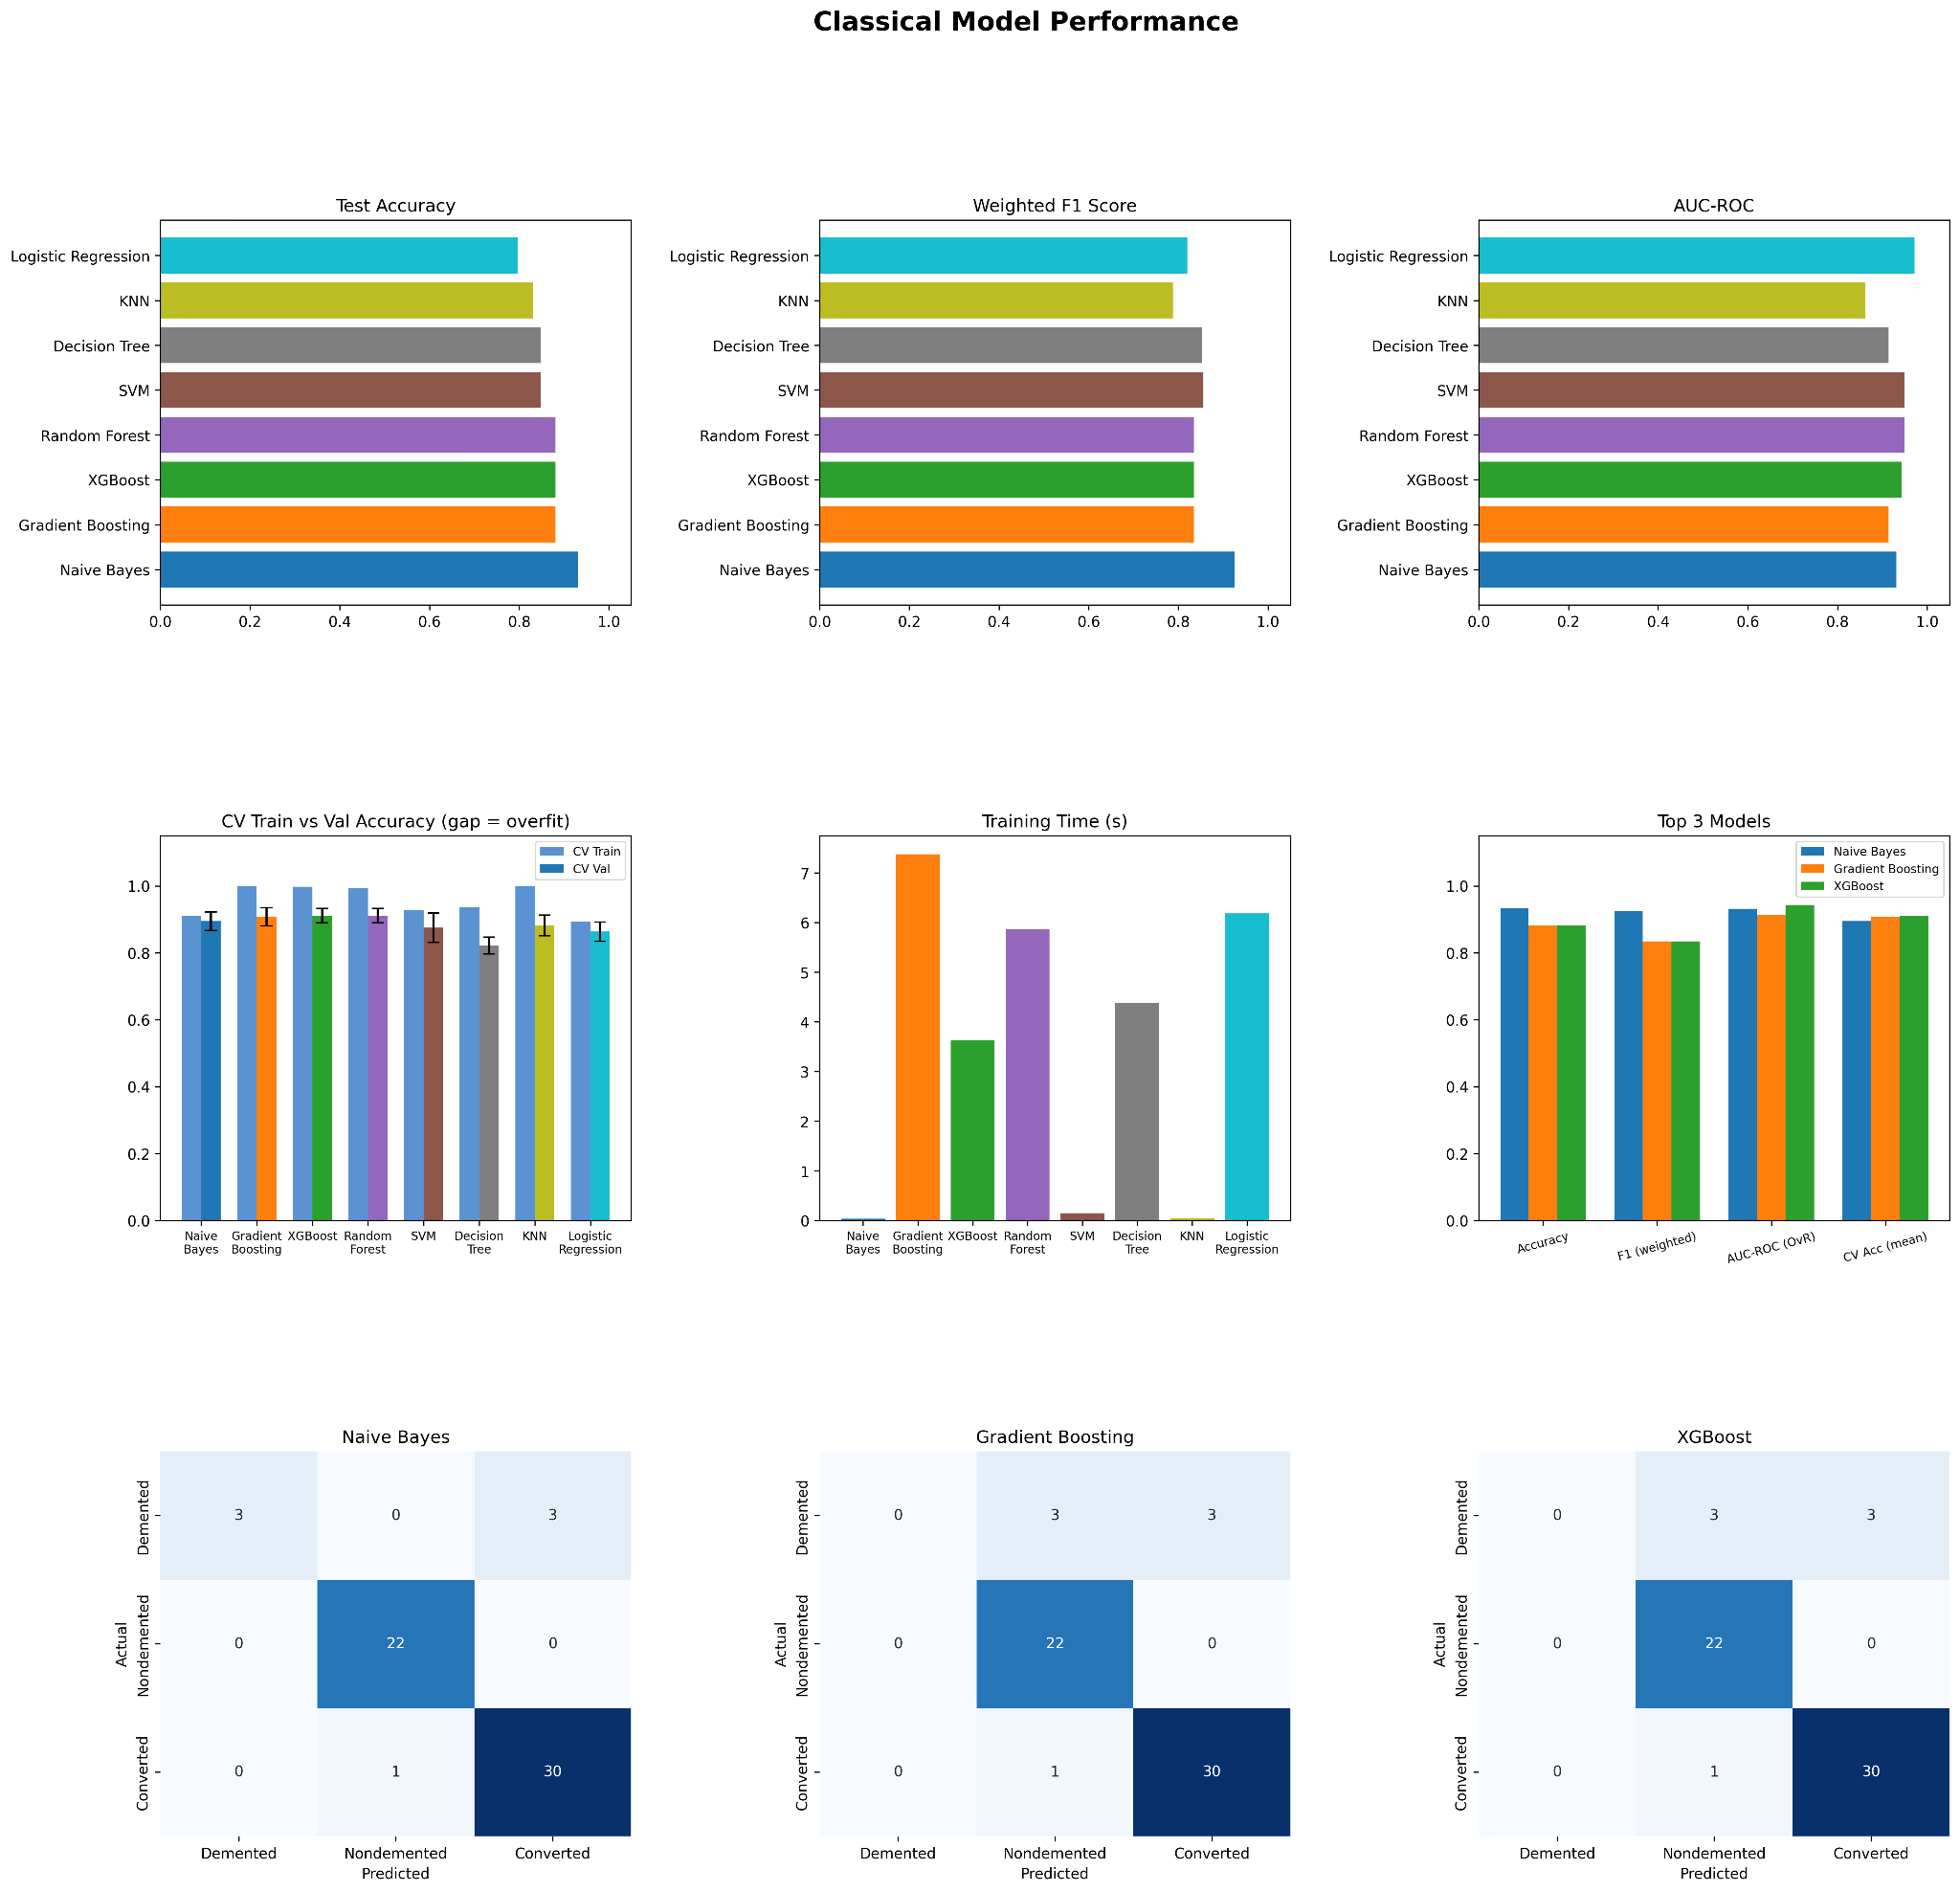 Classical Model Performance
Test Accuracy
Logistic Regression
KNN
Decision Tree
SVM
Random Forest
XGBoost
Gradient Boosting
Naive Bayes
0.0 0.2 0.4 0.6 0.8 1.0
Weighted F1 Score
Logistic Regression
KNN
Decision Tree
SVM
Random Forest
XGBoost
Gradient Boosting
Naive Bayes
0.0 0.2 0.4 0.6 0.8 1.0
AUC-ROC
Logistic Regression
KNN
Decision Tree
SVM
Random Forest
XGBoost
Gradient Boosting
Naive Bayes
0.0 0.2 0.4 0.6 0.8 1.0
CV Train vs Val Accuracy (gap = overfit)
CV Train
CV Val
1.0
0.8
0.6
0.4
0.2
0.0
Naive Gradient XGBoost Random SVM Decision KNN Logistic
Bayes Boosting Forest Tree Regression
Training Time (s)
7
6
5
4
3
2
1
0
Naive Gradient XGBoost Random SVM Decision KNN Logistic
Bayes Boosting Forest Tree Regression
Top 3 Models
Naive Bayes
Gradient Boosting
XGBoost
1.0
0.8
0.6
0.4
0.2
0.0
Accuracy F1 (weighted) AUC-ROC (OvR) CV Acc (mean)
Naive Bayes
Actual
Demented
3 0 3
Nondemented
0 22 0
Converted
0 1 30
Demented Nondemented Converted
Predicted
Gradient Boosting
Actual
Demented
0 3 3
Nondemented
0 22 0
Converted
0 1 30
Demented Nondemented Converted
Predicted
XGBoost
Actual
Demented
0 3 3
Nondemented
0 22 0
Converted
0 1 30
Demented Nondemented Converted
Predicted